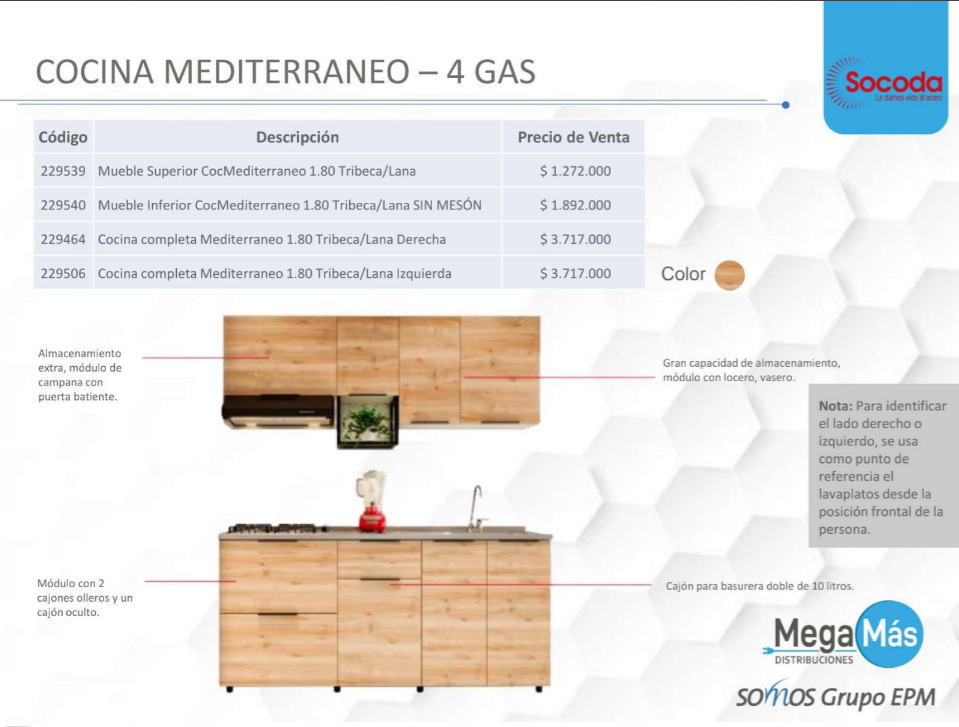 COCINA MEDITERRANEO – 4 GAS
Socoda
Le damos vida al acero
Código Descripción Precio de Venta
229539 Mueble Superior CocMediterraneo 1.80 Tribeca/Lana $ 1.272.000
229540 Mueble Inferior CocMediterraneo 1.80 Tribeca/Lana SIN MESÓN $ 1.892.000
229464 Cocina completa Mediterraneo 1.80 Tribeca/Lana Derecha $ 3.717.000
229506 Cocina completa Mediterraneo 1.80 Tribeca/Lana Izquierda $ 3.717.000
Color
Almacenamiento
extra, módulo de
campana con
puerta batiente.
Gran capacidad de almacenamiento,
módulo con locero, vasero.
Nota: Para identificar
el lado derecho o
izquierdo, se usa
como punto de
referencia el
lavaplatos desde la
posición frontal de la
persona.
Módulo con 2
cajones olleros y un
cajón oculto.
Cajón para basurera doble de 10 litros.
MegaMás
DISTRIBUCIONES
somos Grupo EPM